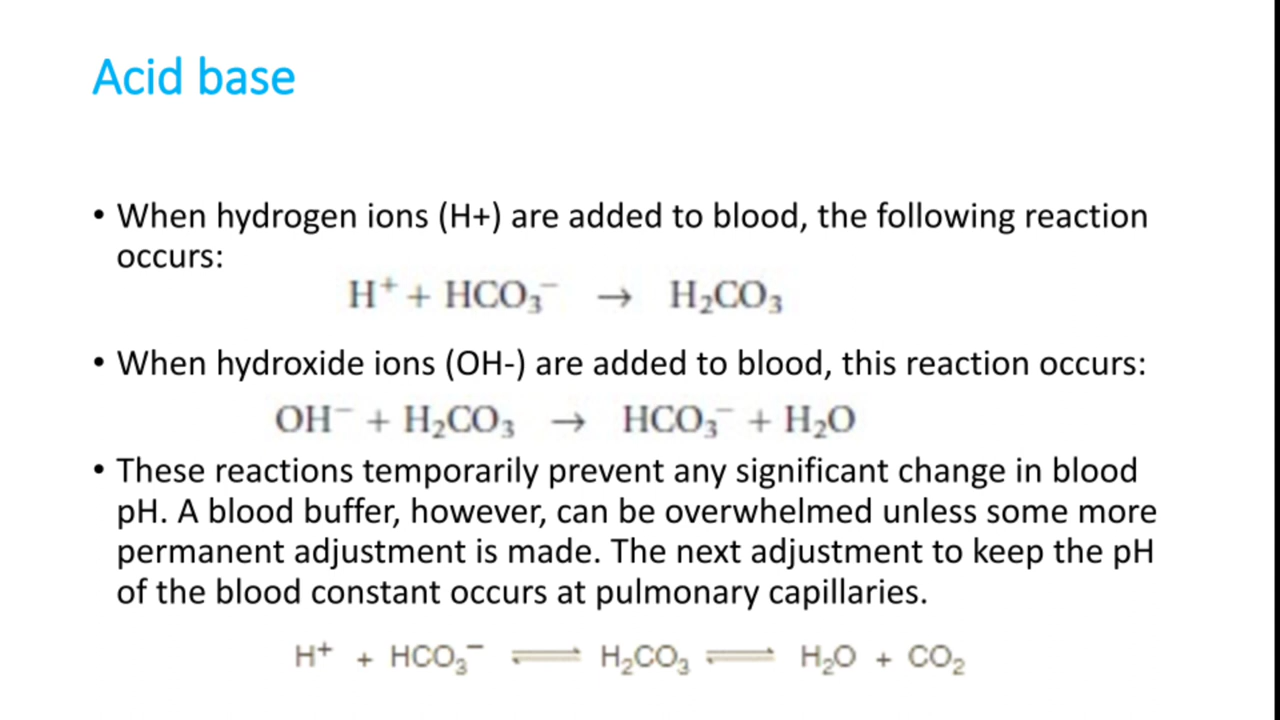 Acid base
• When hydrogen ions (H+) are added to blood, the following reaction
occurs:
H⁺ + HCO₃⁻ → H₂CO₃
• When hydroxide ions (OH-) are added to blood, this reaction occurs:
OH⁻ + H₂CO₃ → HCO₃⁻ + H₂O
• These reactions temporarily prevent any significant change in blood
pH. A blood buffer, however, can be overwhelmed unless some more
permanent adjustment is made. The next adjustment to keep the pH
of the blood constant occurs at pulmonary capillaries.
H⁺ + HCO₃⁻ ⇌ H₂CO₃ ⇌ H₂O + CO₂